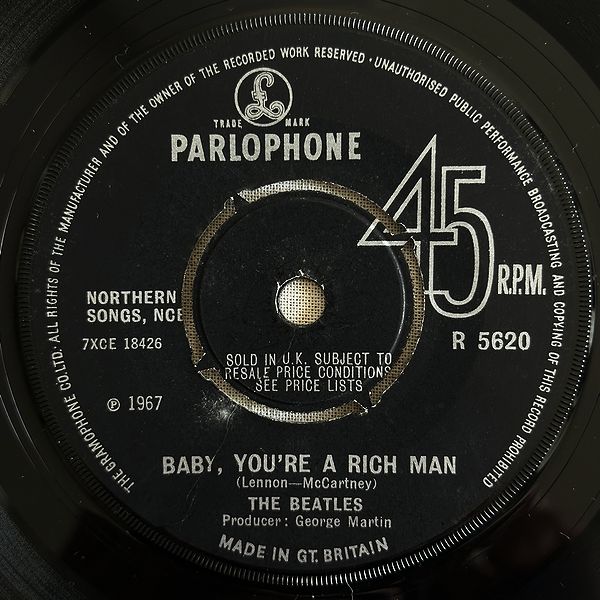 THE GRAMOPHONE CO. LTD. · ALL RIGHTS OF THE MANUFACTURER AND OF THE OWNER OF THE RECORDED WORK RESERVED · UNAUTHORISED PUBLIC PERFORMANCE BROADCASTING AND COPYING OF THIS RECORD PROHIBITED
£
TRADE MARK
PARLOPHONE
45
R.P.M.
NORTHERN
SONGS, NCB
7XCE 18426
R 5620
SOLD IN U.K. SUBJECT TO
RESALE PRICE CONDITIONS
SEE PRICE LISTS
℗ 1967
BABY, YOU'RE A RICH MAN
(Lennon—McCartney)
THE BEATLES
Producer: George Martin
MADE IN GT. BRITAIN